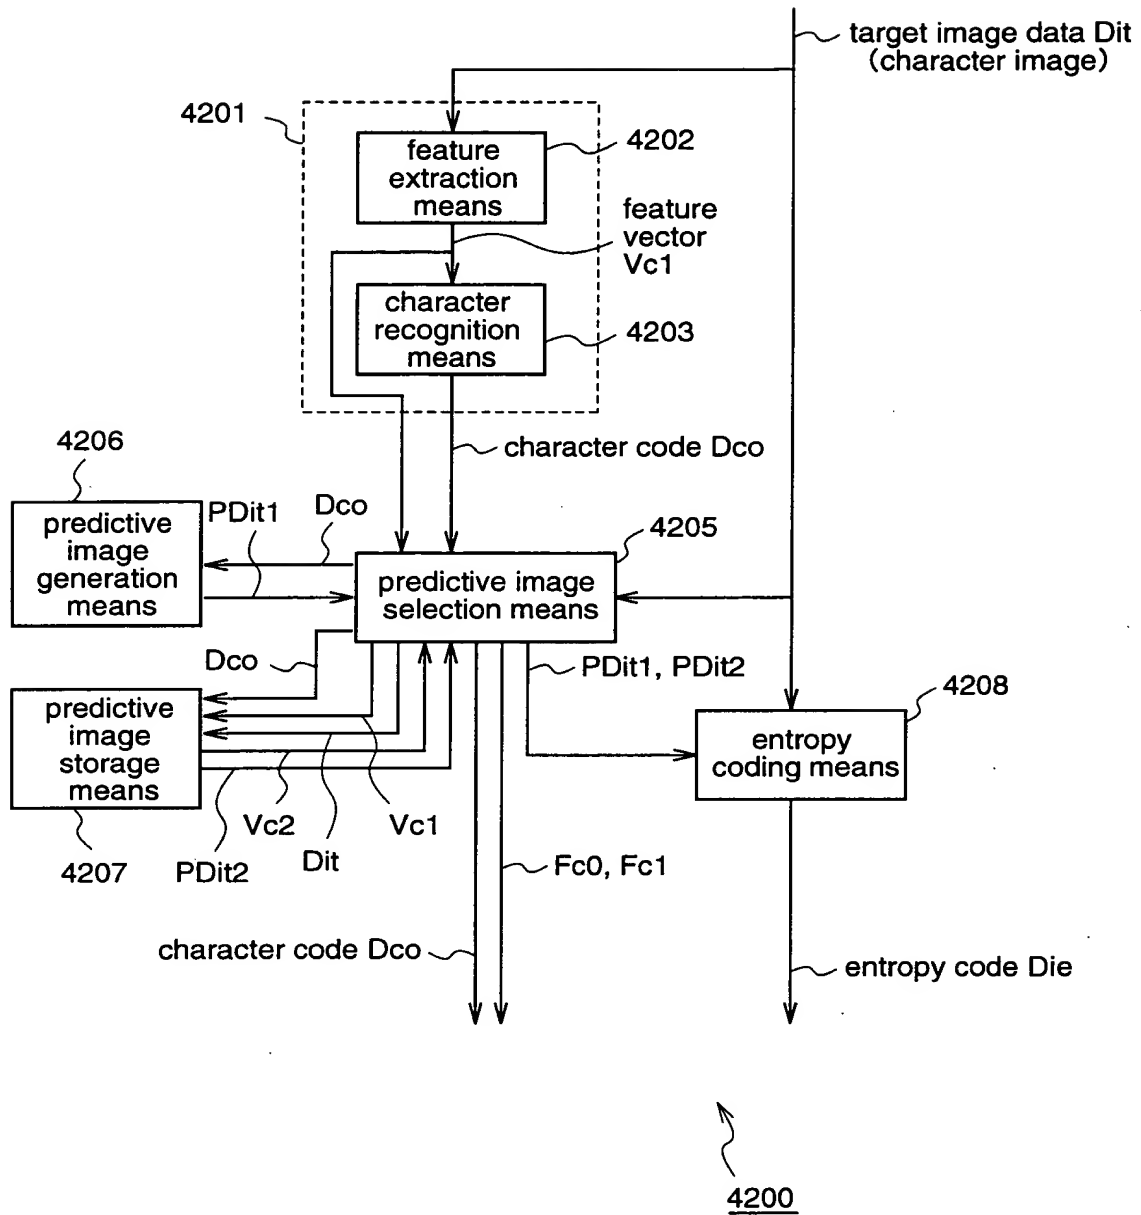 target image data Dit
(character image)
4201
feature
extraction
means
4202
feature
vector
Vc1
character
recognition
means
4203
character code Dco
4206
predictive
image
generation
means
PDit1
Dco
4205
predictive image
selection means
Dco
PDit1, PDit2
predictive
image
storage
means
4208
entropy
coding means
4207
PDit2
Vc2
Dit
Vc1
Fc0, Fc1
character code Dco
entropy code Die
4200